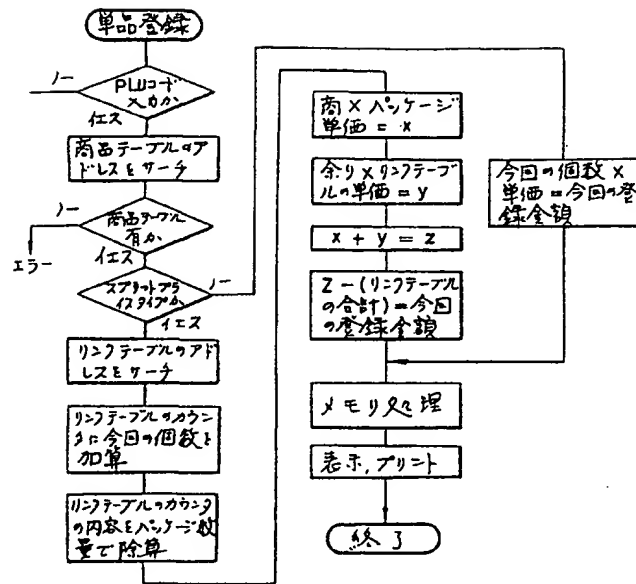 単品登録
ノー
PLUコード
入力か
イエス
商品テーブルのア
ドレスをサーチ
ノー
商品テーブル
有か
エラー
イエス
スプリットプラ
イスタイプか
ノー
イエス
リンクテーブルのアド
レスをサーチ
リンクテーブルのカウン
タに今回の個数を
加算
リンクテーブルのカウンタ
の内容をパッケージ数
量で除算
商×パッケージ
単価=x
余り×リンクテーブ
ルの単価=y
x+y=z
Z-(リンクテーブル
の合計)=今回
の登録金額
今回の個数×
単価=今回の登
録金額
メモリ処理
表示,プリント
終了